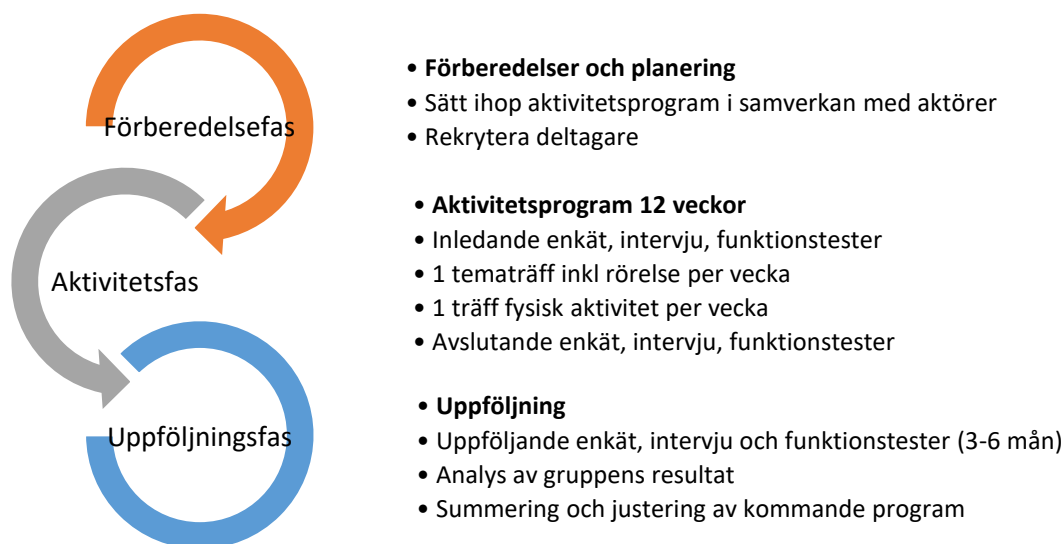 Förberedelsefas
• Förberedelser och planering
• Sätt ihop aktivitetsprogram i samverkan med aktörer
• Rekrytera deltagare
Aktivitetsfas
• Aktivitetsprogram 12 veckor
• Inledande enkät, intervju, funktionstester
• 1 tematräff inkl rörelse per vecka
• 1 träff fysisk aktivitet per vecka
• Avslutande enkät, intervju, funktionstester
Uppföljningsfas
• Uppföljning
• Uppföljande enkät, intervju och funktionstester (3-6 mån)
• Analys av gruppens resultat
• Summering och justering av kommande program